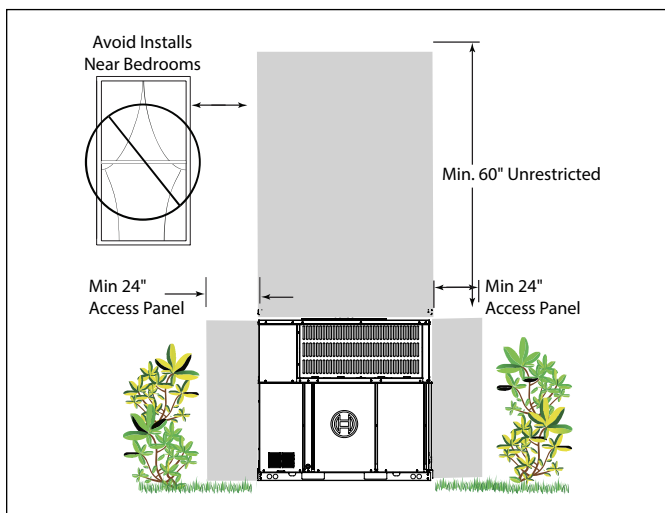 Avoid Installs
Near Bedrooms
Min. 60" Unrestricted
Min 24"
Access Panel
Min 24"
Access Panel